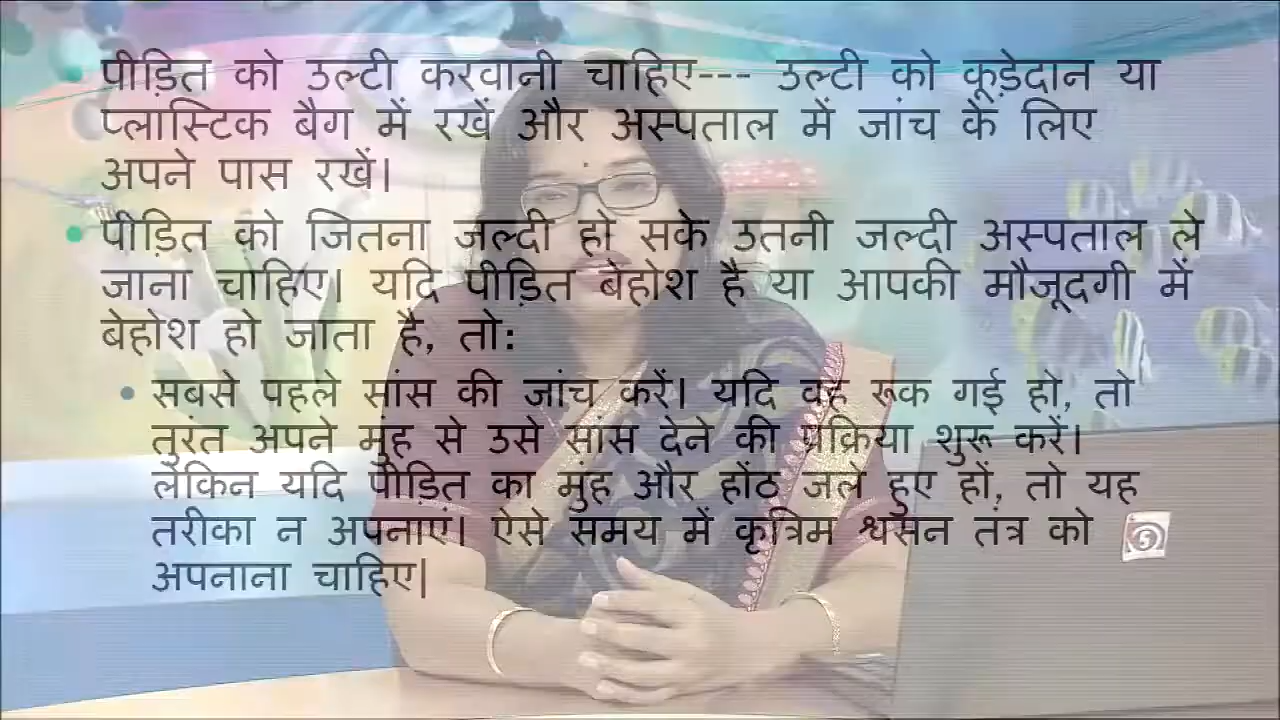 पीड़ित को उल्टी करवानी चाहिए--- उल्टी को कूड़ेदान या
प्लास्टिक बैग में रखें और अस्पताल में जांच के लिए
अपने पास रखें।
पीड़ित को जितना जल्दी हो सके उतनी जल्दी अस्पताल ले
जाना चाहिए। यदि पीड़ित बेहोश है या आपकी मौजूदगी में
बेहोश हो जाता है, तो:
सबसे पहले सांस की जांच करें। यदि वह रूक गई हो, तो
तुरंत अपने मुंह से उसे सांस देने की प्रक्रिया शुरू करें।
लेकिन यदि पीड़ित का मुंह और होंठ जले हुए हों, तो यह
तरीका न अपनाएं। ऐसे समय में कृत्रिम श्वसन तंत्र को
अपनाना चाहिए|